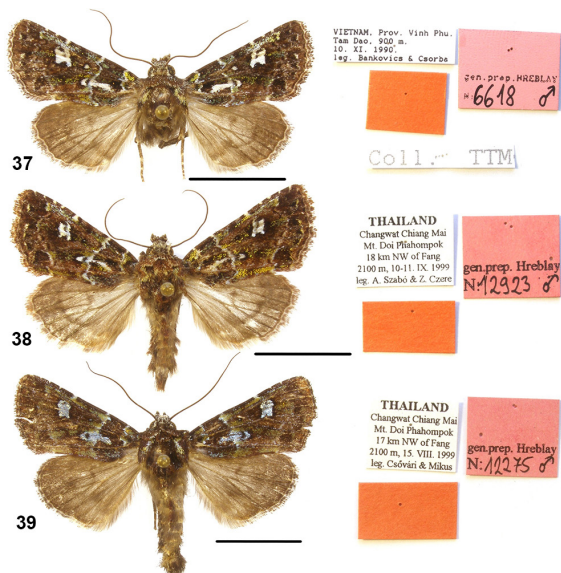 VIETNAM, Prov. Vinh Phu.
Tam Dao, 900 m.
10. XI. 1990.
leg. Bankovics & Csorba
gen.prep.HREBLAY
N: 6618 ♂
Coll. TTM
37
THAILAND
Changwat Chiang Mai
Mt. Doi Phahompok
18 km NW of Fang
2100 m, 10-11. IX. 1999
leg. A. Szabó & Z. Czere
gen.prep. Hreblay
N:12923 ♂
38
THAILAND
Changwat Chiang Mai
Mt. Doi Phahompok
17 km NW of Fang
2100 m, 15. VIII. 1999
leg. Csővári & Mikus
gen.prep. Hreblay
N:12275 ♂
39